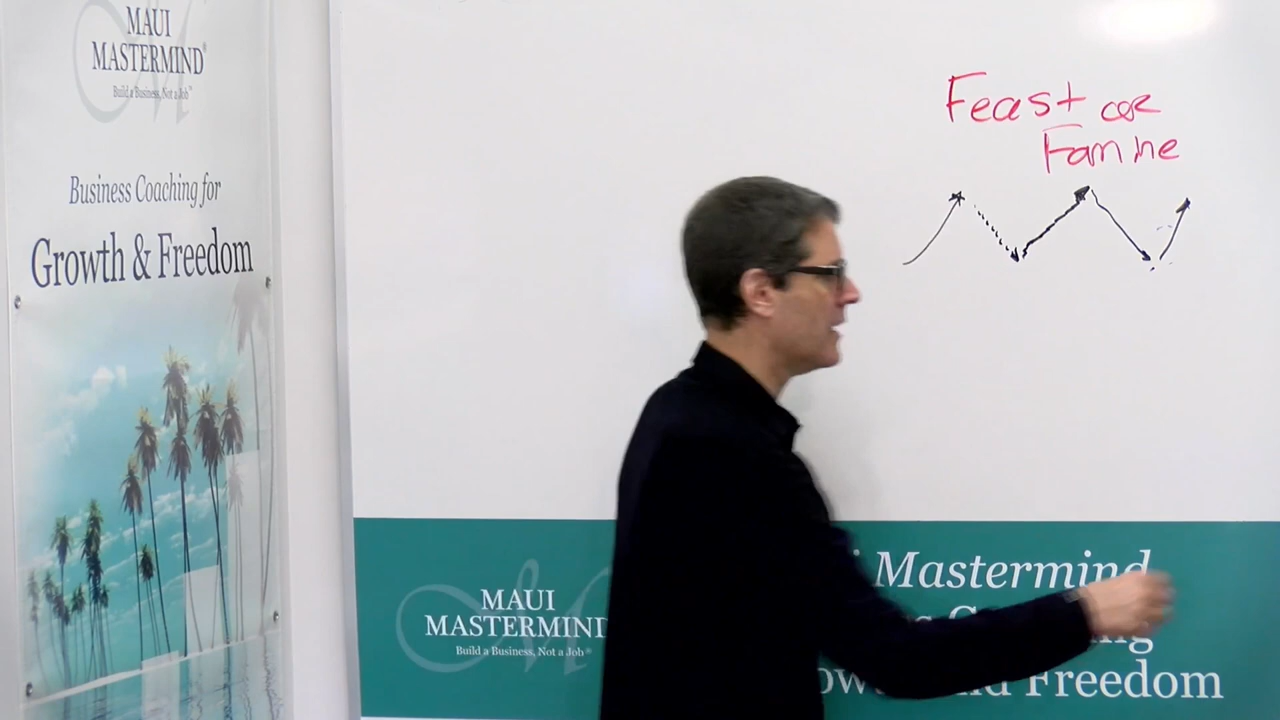 MAUI
MASTERMIND®
Build a Business, Not a Job®
Business Coaching for
Growth & Freedom
Feast or
Famine
MAUI
MASTERMIND
Build a Business, Not a Job®
Mastermind
Freedom